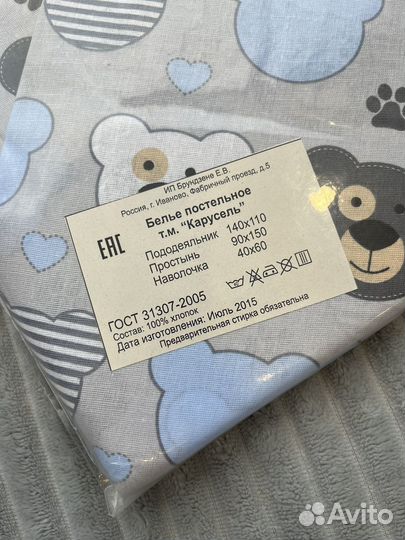 ИП Брундзене Е.В.
Россия, г. Иваново, Фабричный проезд, д.5
Белье постельное
т.м. "Карусель"
EAC
Пододеяльник 140x110
Простынь 90x150
Наволочка 40x60
ГОСТ 31307-2005
Состав: 100% хлопок
Дата изготовления: Июль 2015
Предварительная стирка обязательна
Avito